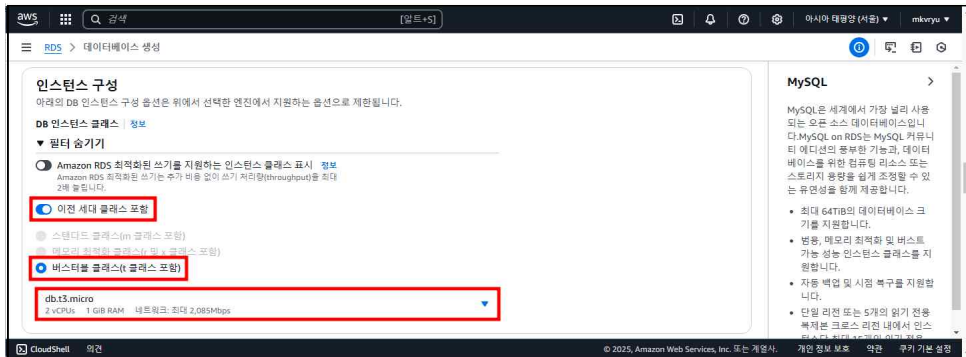 aws
검색
[알트+S]
아시아 태평양 (서울) ▼
mkvryu ▼
RDS > 데이터베이스 생성
인스턴스 구성
아래의 DB 인스턴스 구성 옵션은 위에서 선택한 엔진에서 지원하는 옵션으로 제한됩니다.
DB 인스턴스 클래스 | 정보
▼ 필터 숨기기
Amazon RDS 최적화된 쓰기를 지원하는 인스턴스 클래스 표시 정보
Amazon RDS 최적화된 쓰기는 추가 비용 없이 쓰기 처리량(throughput)을 최대
2배 늘립니다.
이전 세대 클래스 포함
스탠다드 클래스(m 클래스 포함)
메모리 최적화 클래스(r 및 x 클래스 포함)
버스터블 클래스(t 클래스 포함)
db.t3.micro
2 vCPUs 1 GiB RAM 네트워크: 최대 2,085Mbps
MySQL
MySQL은 세계에서 가장 널리 사용
되는 오픈 소스 데이터베이스입니
다.MySQL on RDS는 MySQL 커뮤니
티 에디션의 풍부한 기능과, 데이터
베이스를 위한 컴퓨팅 리소스 또는
스토리지 용량을 쉽게 조정할 수 있
는 유연성을 함께 제공합니다.
• 최대 64TiB의 데이터베이스 크
기를 지원합니다.
• 범용, 메모리 최적화 및 버스트
가능 성능 인스턴스 클래스를 지
원합니다.
• 자동 백업 및 시점 복구를 지원합
니다.
• 단일 리전 또는 5개의 읽기 전용
복제본 크로스 리전 내에서 인스
턴스당 최대 15개의 읽기 전용
CloudShell 의견
© 2025, Amazon Web Services, Inc. 또는 계열사. 개인 정보 보호 약관 쿠키 기본 설정